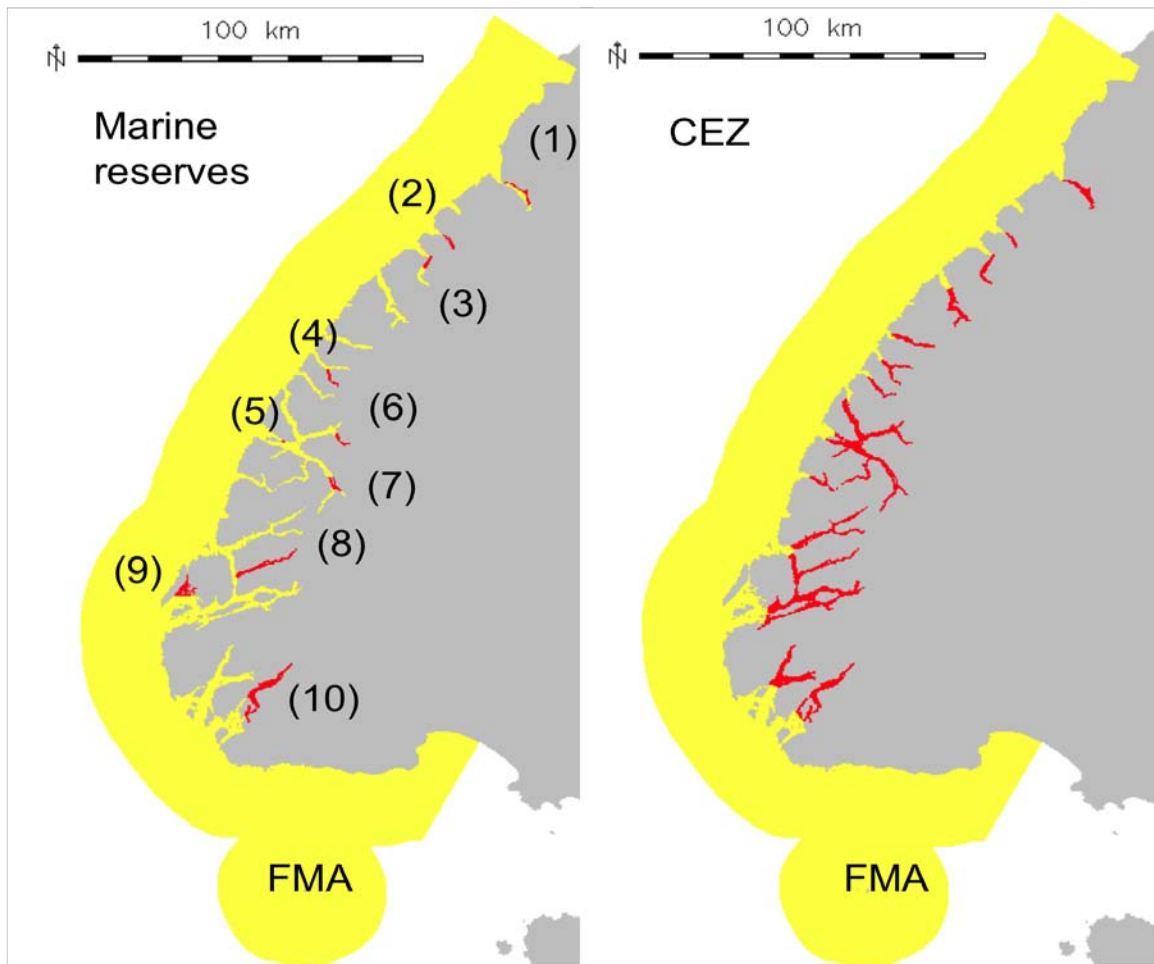 100 km
N
Marine
reserves
(1)
(2)
(3)
(4)
(5)
(6)
(7)
(8)
(9)
(10)
FMA
100 km
N
CEZ
FMA